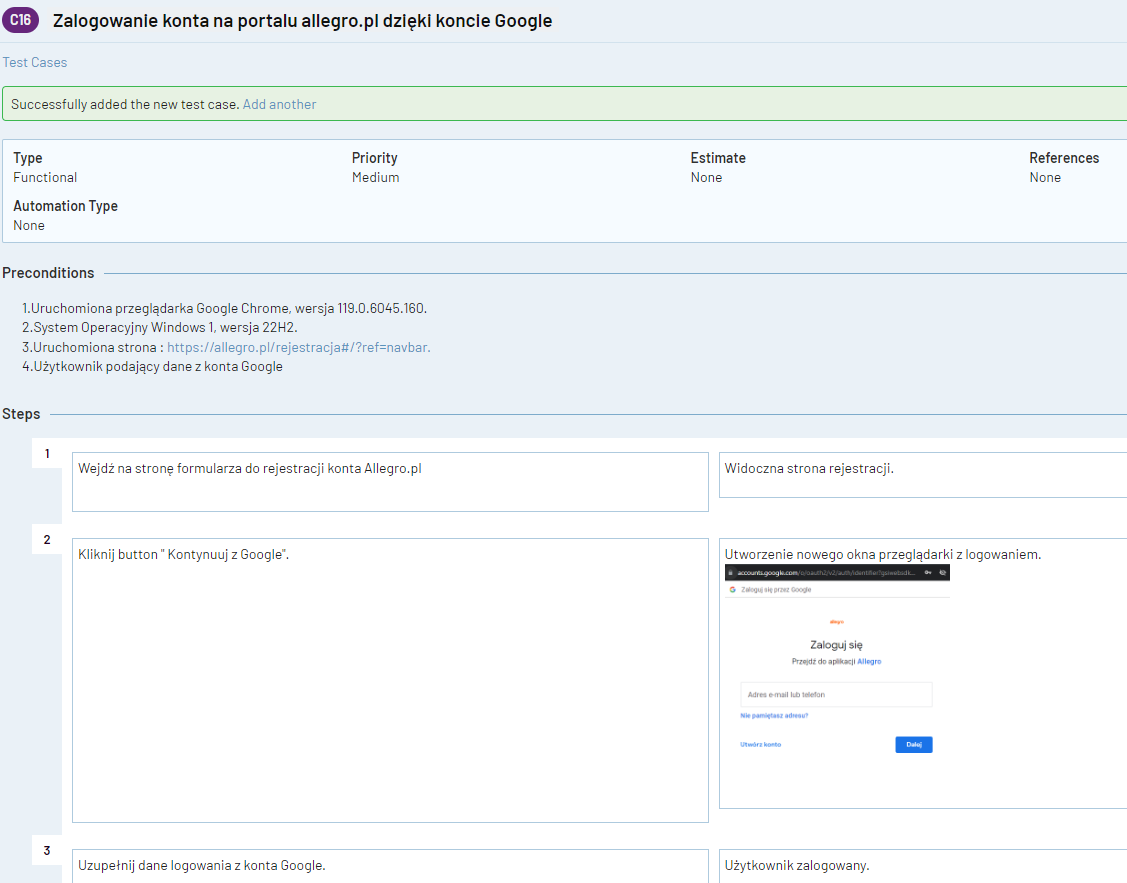 C16 Zalogowanie konta na portalu allegro.pl dzięki koncie Google
Test Cases
Successfully added the new test case. Add another
Type Priority Estimate References
Functional Medium None None
Automation Type
None
Preconditions
1.Uruchomiona przeglądarka Google Chrome, wersja 119.0.6045.160.
2.System Operacyjny Windows 1, wersja 22H2.
3.Uruchomiona strona : https://allegro.pl/rejestracja#/?ref=navbar.
4.Użytkownik podający dane z konta Google
Steps
1
Wejdź na stronę formularza do rejestracji konta Allegro.pl
Widoczna strona rejestracji.
2
Kliknij button " Kontynuuj z Google".
Utworzenie nowego okna przeglądarki z logowaniem.
accounts.google.com/o/oauth2/v2/auth/identifier?
G Zaloguj się przez Google
allegro
Zaloguj się
Przejdź do aplikacji Allegro
Adres e-mail lub telefon
Nie pamiętasz adresu?
Utwórz konto Dalej
3
Uzupełnij dane logowania z konta Google.
Użytkownik zalogowany.